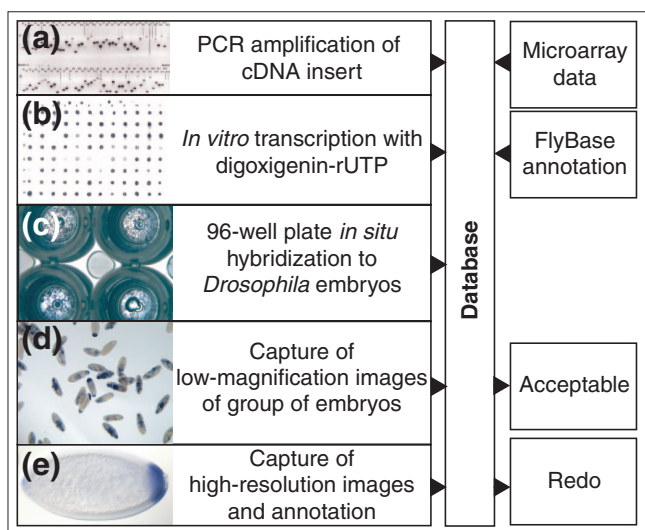 (a)
PCR amplification of
cDNA insert
(b)
In vitro transcription with
digoxigenin-rUTP
(c)
96-well plate in situ
hybridization to
Drosophila embryos
(d)
Capture of
low-magnification images
of group of embryos
(e)
Capture of
high-resolution images
and annotation
Database
Microarray
data
FlyBase
annotation
Acceptable
Redo